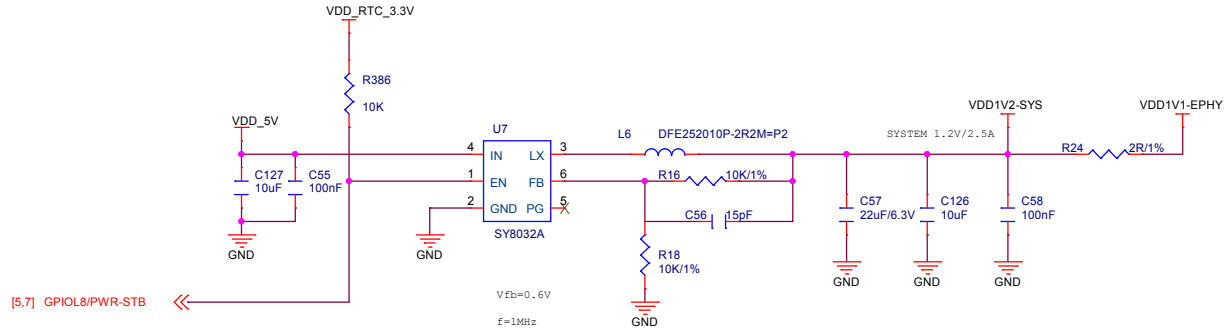 VDD_RTC_3.3V
R386
10K
VDD_5V
U7
L6 DFE252010P-2R2M=P2
VDD1V2-SYS
VDD1V1-EPHY
SYSTEM 1.2V/2.5A
R24 2R/1%
4 IN LX 3
1 EN FB 6
2 GND PG 5
SY8032A
C127
10uF
C55
100nF
R16 10K/1%
C56 15pF
C57
22uF/6.3V
C126
10uF
C58
100nF
R18
10K/1%
GND
GND
GND
GND
GND
GND
[5,7] GPIOL8/PWR-STB
Vfb=0.6V
f=1MHz